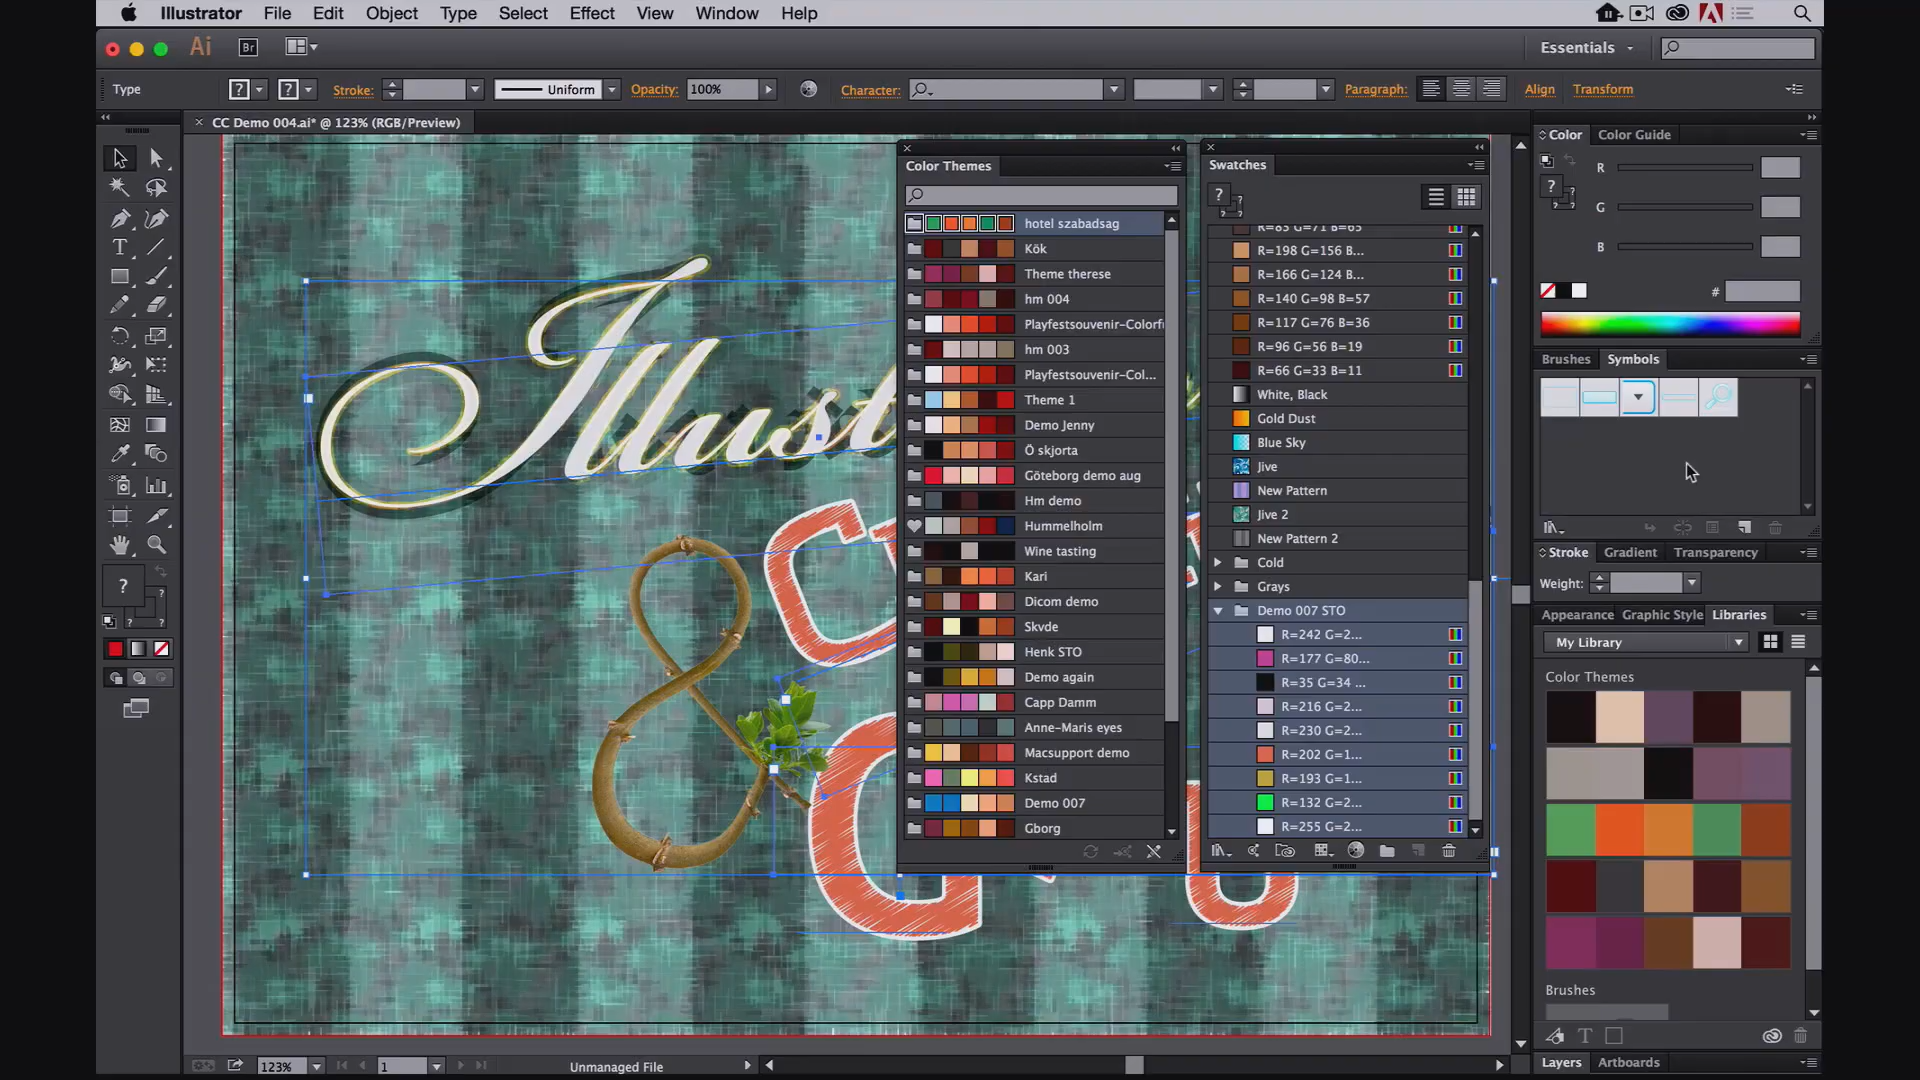 Illustrator File Edit Object Type Select Effect View Window Help
Ai Br Essentials
Type Stroke: Uniform Opacity: 100% Character: Paragraph: Align Transform
CC Demo 004.ai* @ 123% (RGB/Preview)
Color Color Guide
Color Themes
Swatches
R
G
B
#
hotel szabadsag
Kök
Theme therese
hm 004
Playfestsouvenir-Colorf
hm 003
Playfestsouvenir-Col...
Theme 1
Demo Jenny
Ö skjorta
Göteborg demo aug
Hm demo
Hummelholm
Wine tasting
Kari
Dicom demo
Skvde
Henk STO
Demo again
Capp Damm
Anne-Maris eyes
Macsupport demo
Kstad
Demo 007
Gborg
R=83 G=71 B=65
R=198 G=156 B...
R=166 G=124 B...
R=140 G=98 B=57
R=117 G=76 B=36
R=96 G=56 B=19
R=66 G=33 B=11
White, Black
Gold Dust
Blue Sky
Jive
New Pattern
Jive 2
New Pattern 2
Cold
Grays
Demo 007 STO
R=242 G=2...
R=177 G=80...
R=35 G=34 ...
R=216 G=2...
R=230 G=2...
R=202 G=1...
R=193 G=1...
R=132 G=2...
R=255 G=2...
Brushes Symbols
Stroke Gradient Transparency
Weight:
Appearance Graphic Style Libraries
My Library
Color Themes
Brushes
Layers Artboards
Illust
&
123% 1 Unmanaged File